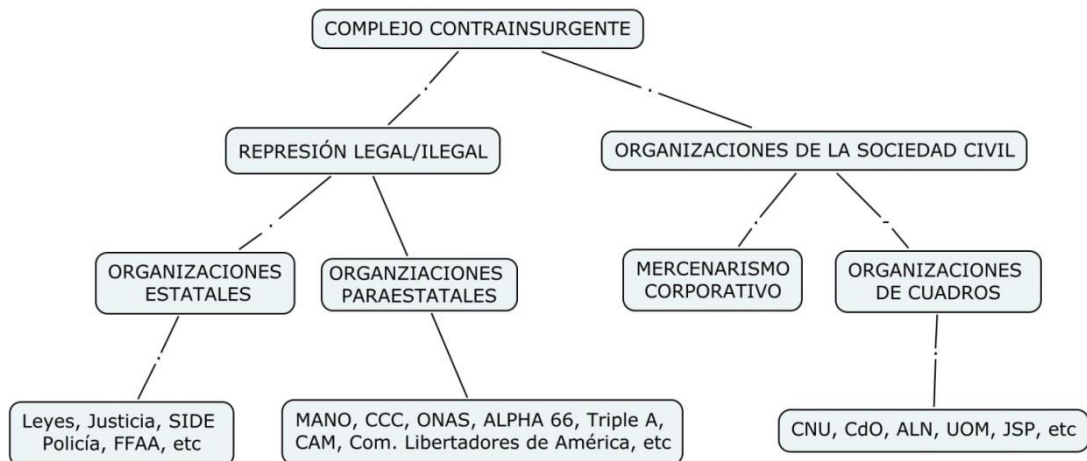 COMPLEJO CONTRAINSURGENTE
REPRESIÓN LEGAL/ILEGAL
ORGANIZACIONES DE LA SOCIEDAD CIVIL
ORGANIZACIONES
ESTATALES
ORGANZIACIONES
PARAESTATALES
MERCENARISMO
CORPORATIVO
ORGANIZACIONES
DE CUADROS
Leyes, Justicia, SIDE
Policía, FFAA, etc
MANO, CCC, ONAS, ALPHA 66, Triple A,
CAM, Com. Libertadores de América, etc
CNU, CdO, ALN, UOM, JSP, etc